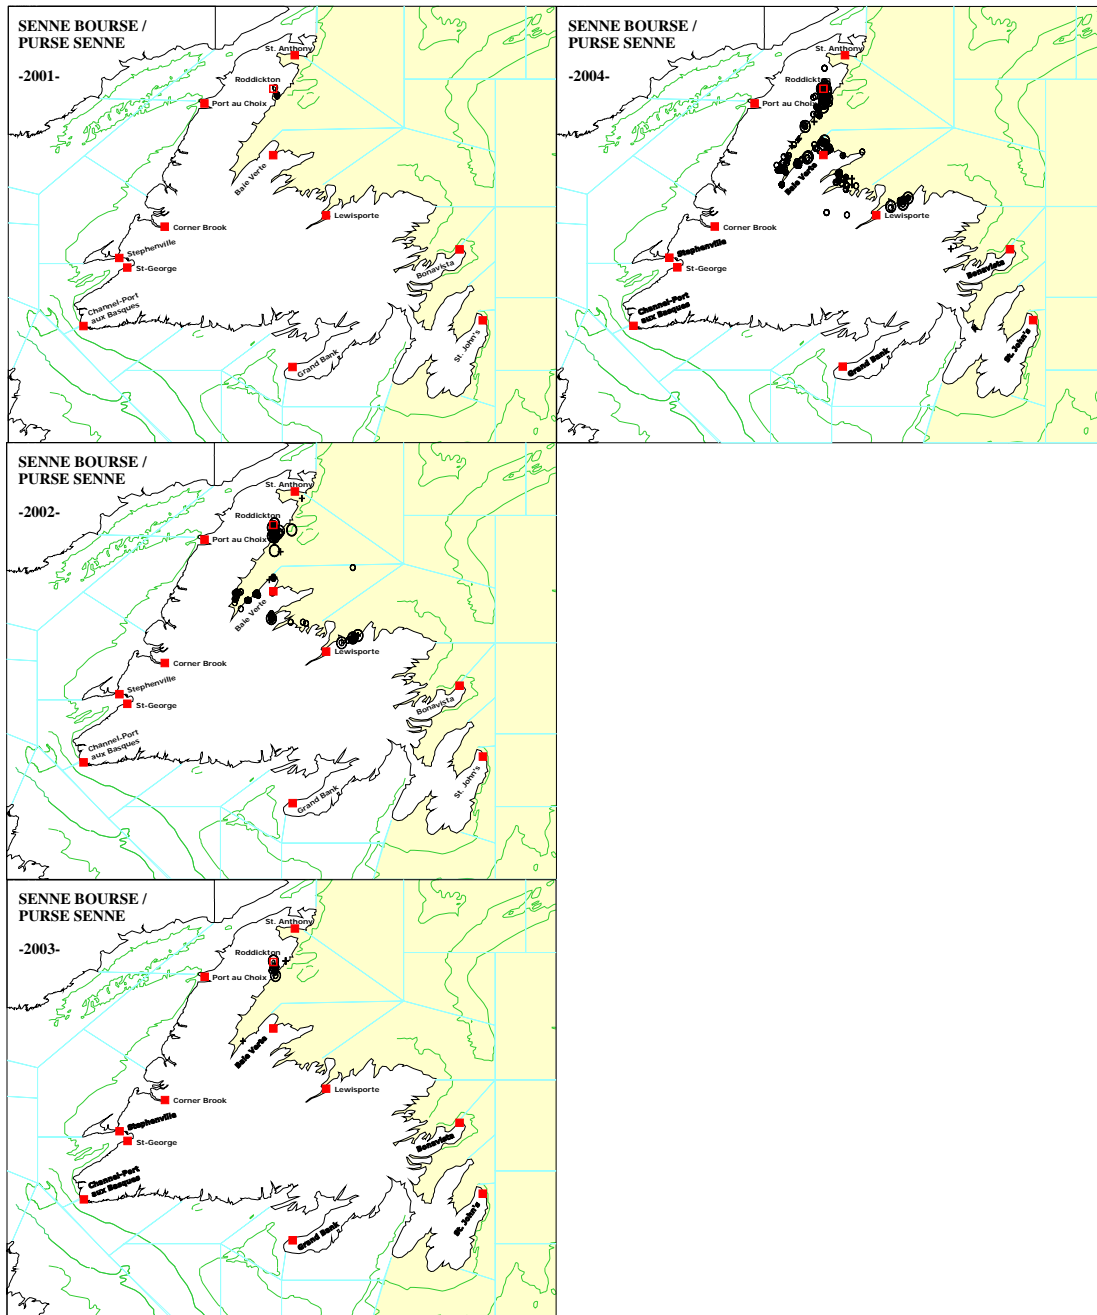 SENNE BOURSE /
PURSE SENNE
-2001-
St. Anthony
Roddickton
Port au Choix
Baie Verte
Lewisporte
Corner Brook
Stephenville
St-George
Bonavista
Channel-Port
aux Basques
St. John's
Grand Bank
SENNE BOURSE /
PURSE SENNE
-2004-
St. Anthony
Roddickton
Port au Choix
Baie Verte
Lewisporte
Corner Brook
Stephenville
St-George
Bonavista
Channel-Port
aux Basques
St. John's
Grand Bank
SENNE BOURSE /
PURSE SENNE
-2002-
St. Anthony
Roddickton
Port au Choix
Baie Verte
Lewisporte
Corner Brook
Stephenville
St-George
Bonavista
Channel-Port
aux Basques
St. John's
Grand Bank
SENNE BOURSE /
PURSE SENNE
-2003-
St. Anthony
Roddickton
Port au Choix
Baie Verte
Lewisporte
Corner Brook
Stephenville
St-George
Bonavista
Channel-Port
aux Basques
St. John's
Grand Bank